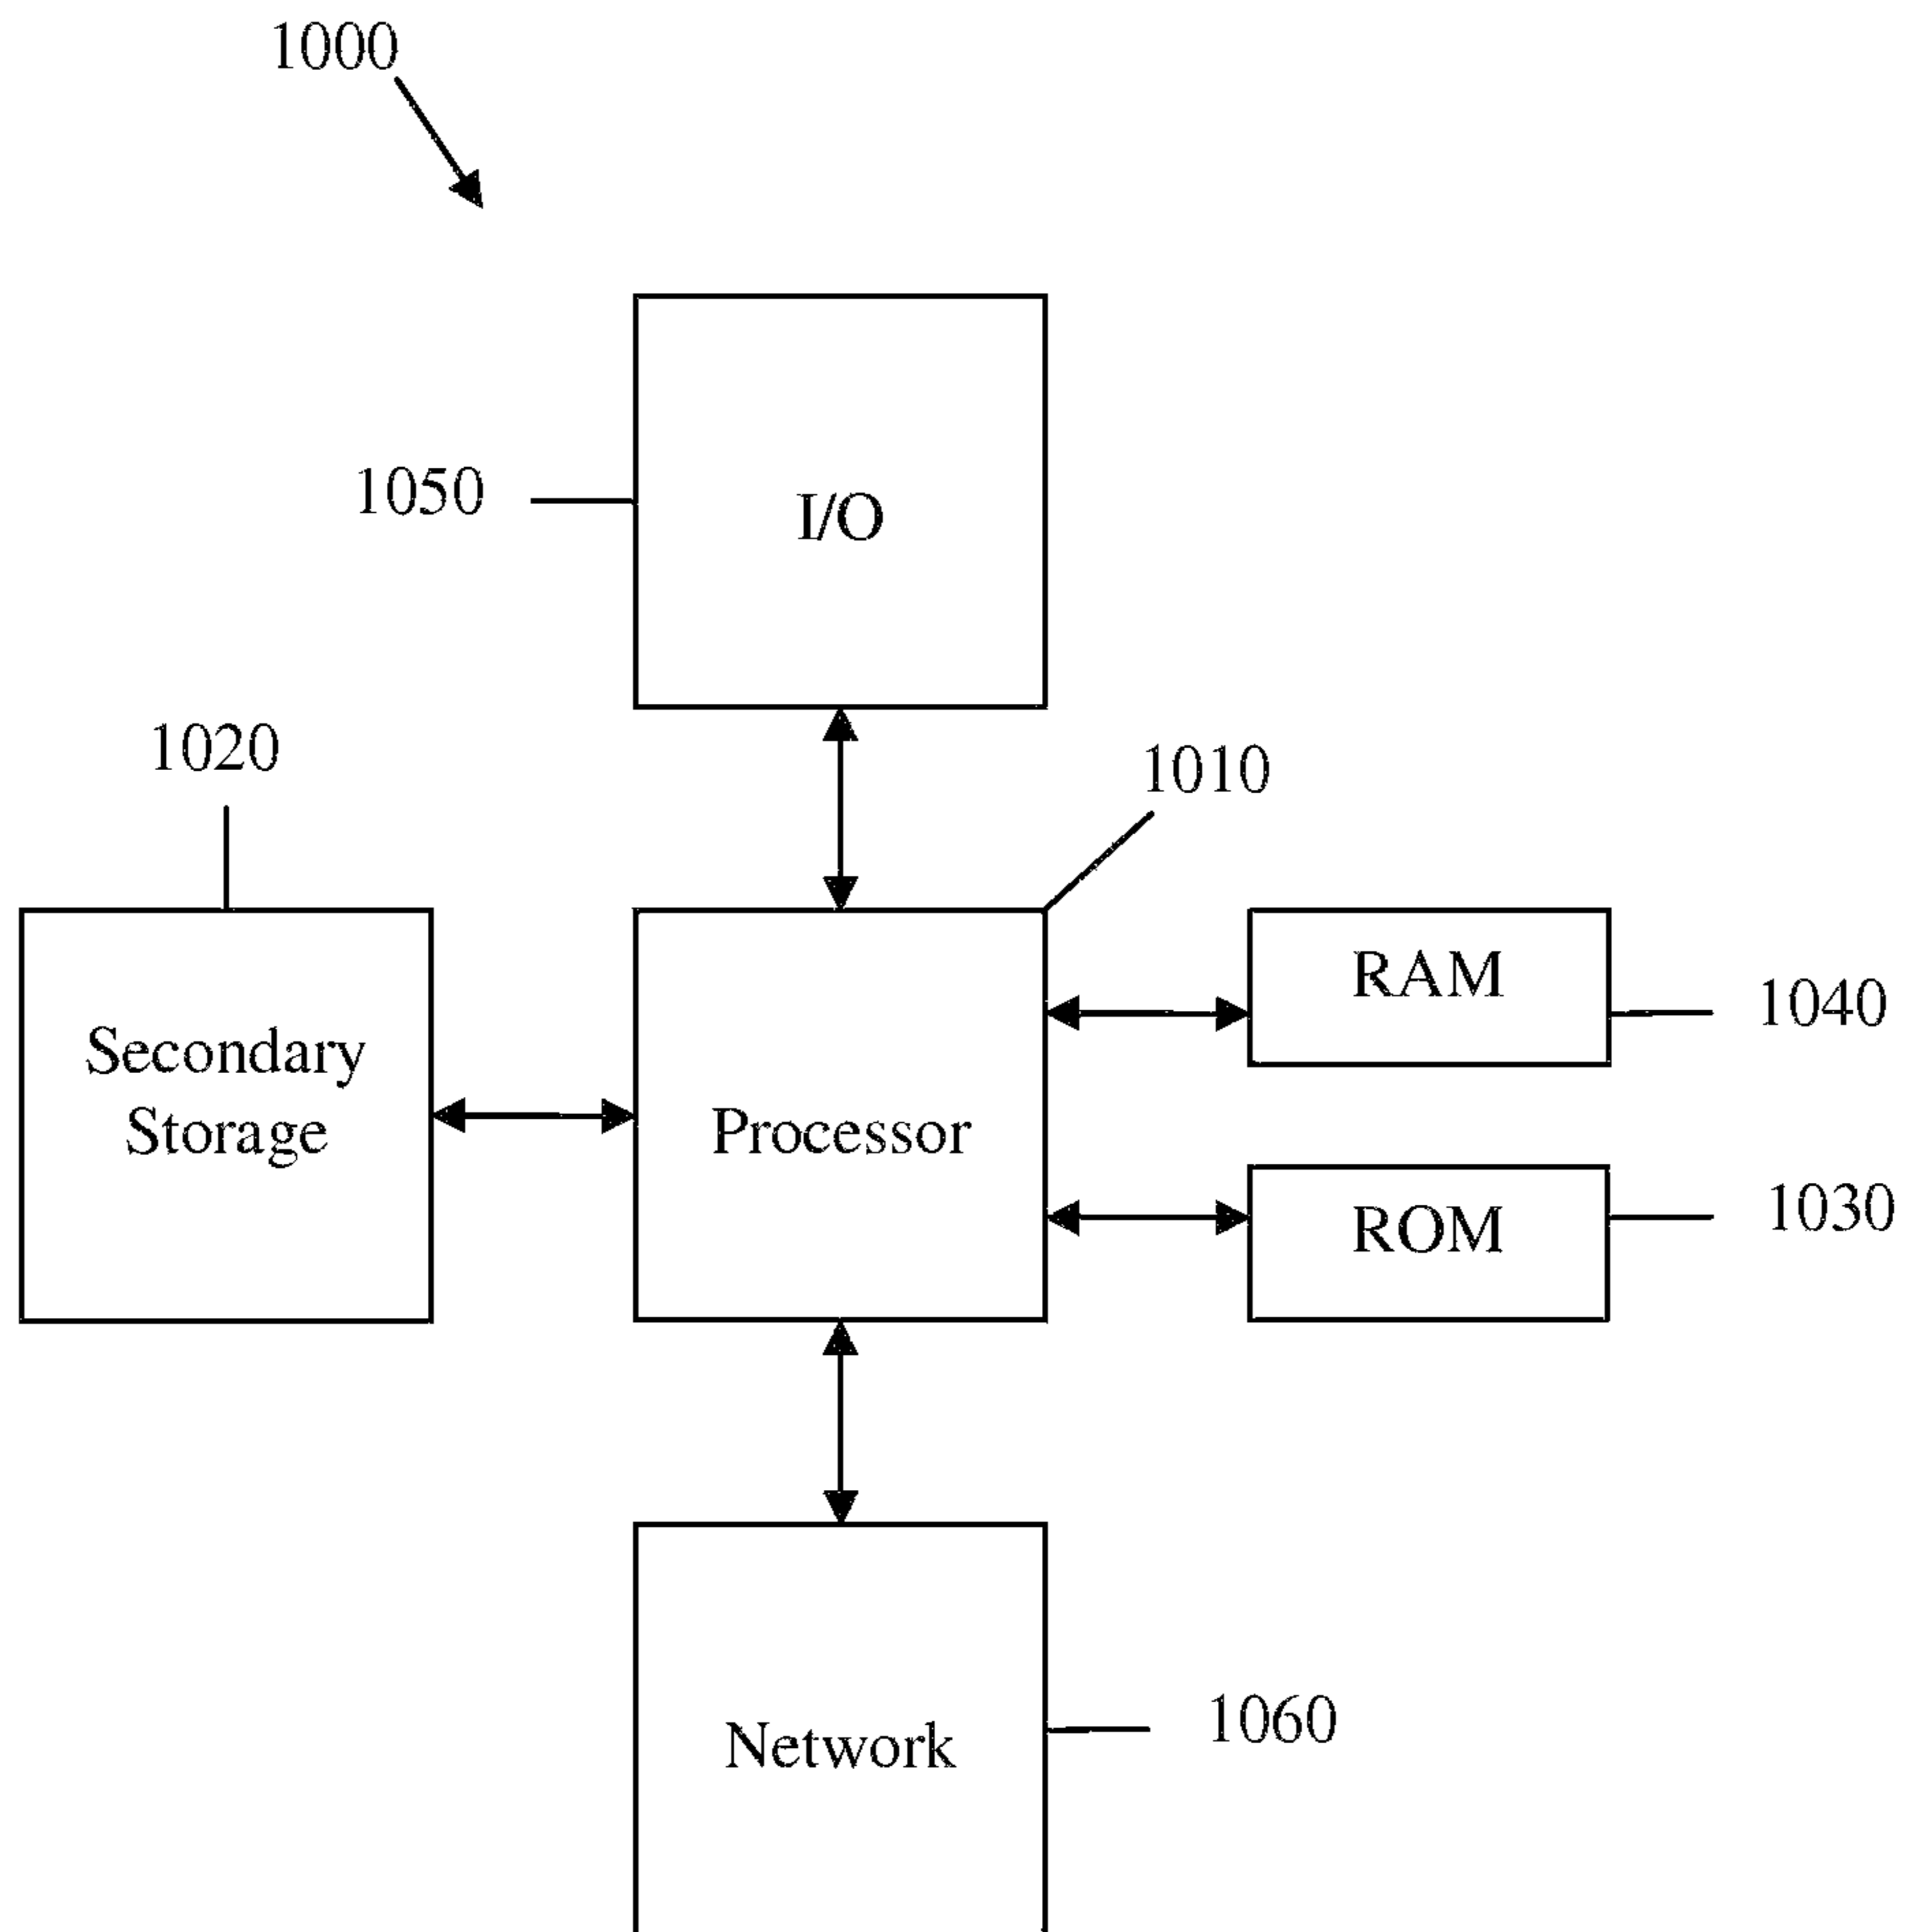 1000
1050
I/O
1020
1010
RAM
1040
Secondary
Storage
Processor
1030
ROM
1060
Network